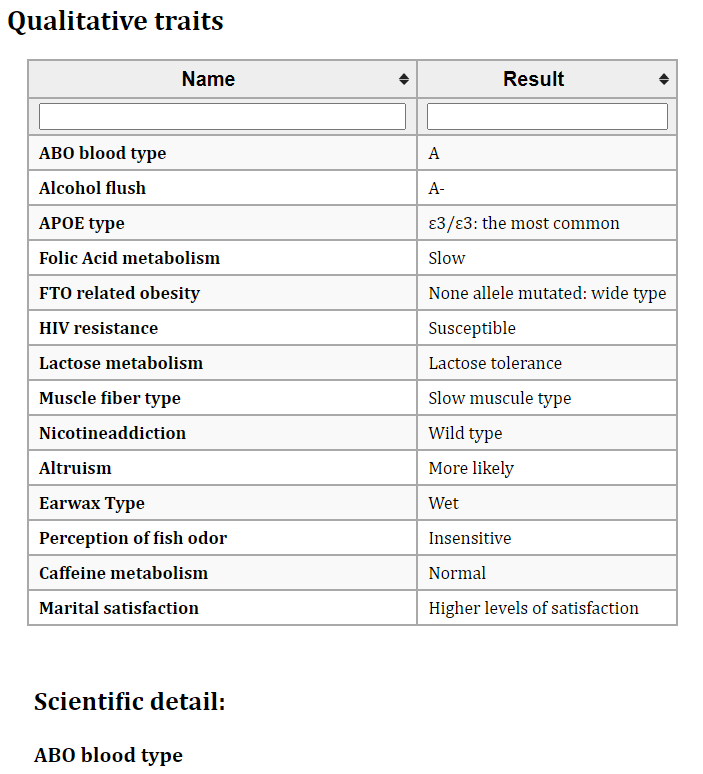 Qualitative traits
Name Result
ABO blood type A
Alcohol flush A-
APOE type ε3/ε3: the most common
Folic Acid metabolism Slow
FTO related obesity None allele mutated: wide type
HIV resistance Susceptible
Lactose metabolism Lactose tolerance
Muscle fiber type Slow muscule type
Nicotineaddiction Wild type
Altruism More likely
Earwax Type Wet
Perception of fish odor Insensitive
Caffeine metabolism Normal
Marital satisfaction Higher levels of satisfaction
Scientific detail:
ABO blood type